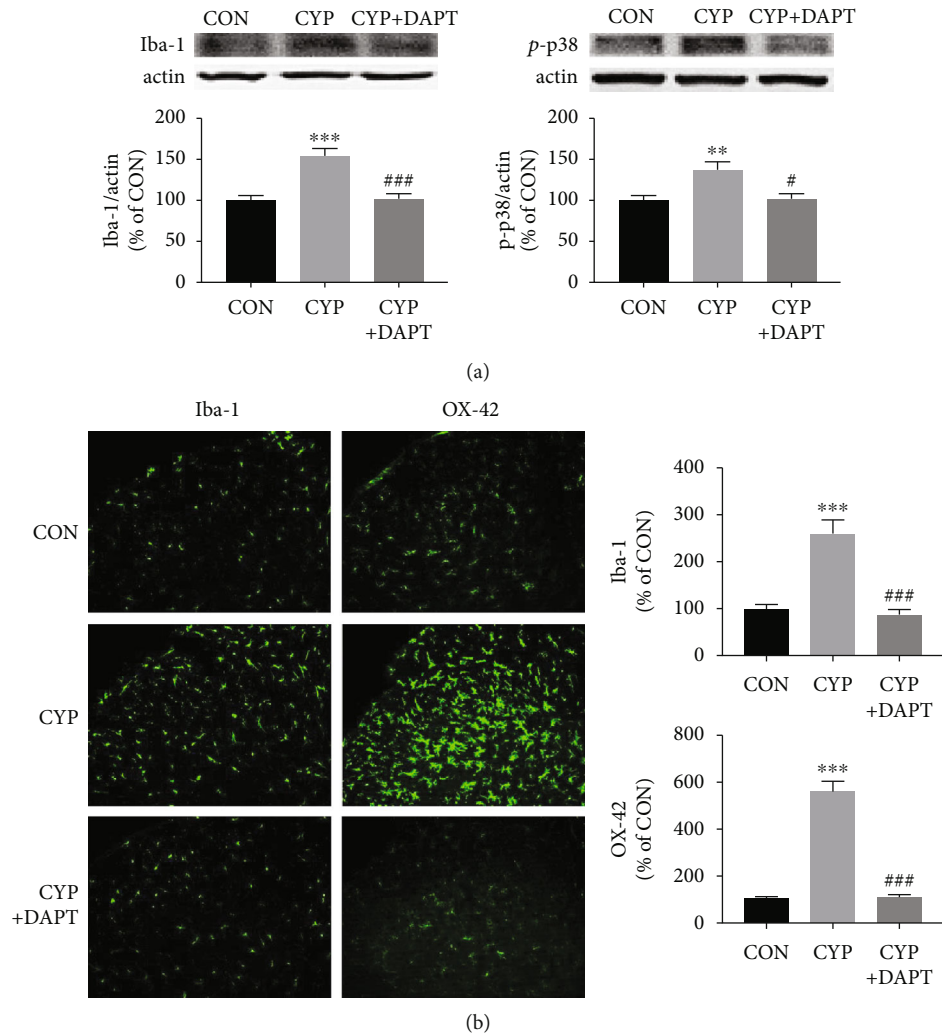 CON CYP CYP+DAPT
Iba-1
actin
200
150
100
50
0
Iba-1/actin
(% of CON)
***
###
CON
CYP
CYP
+DAPT
CON CYP CYP+DAPT
p-p38
actin
200
150
100
50
0
p-p38/actin
(% of CON)
**
#
CON
CYP
CYP
+DAPT
(a)
Iba-1 OX-42
CON
CYP
CYP
+DAPT
400
300
200
100
0
Iba-1
(% of CON)
***
###
CON
CYP
CYP
+DAPT
800
600
400
200
0
OX-42
(% of CON)
***
###
CON
CYP
CYP
+DAPT
(b)